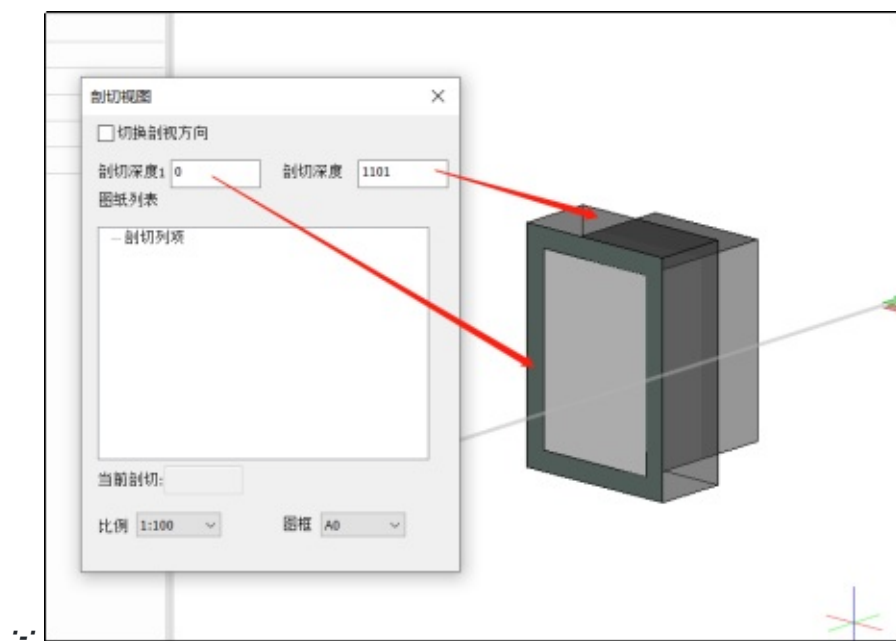 剖切视图
切换剖视方向
剖切深度1 0 剖切深度 1101
图纸列表
剖切列项
当前剖切:
比例 1:100 图框 A0